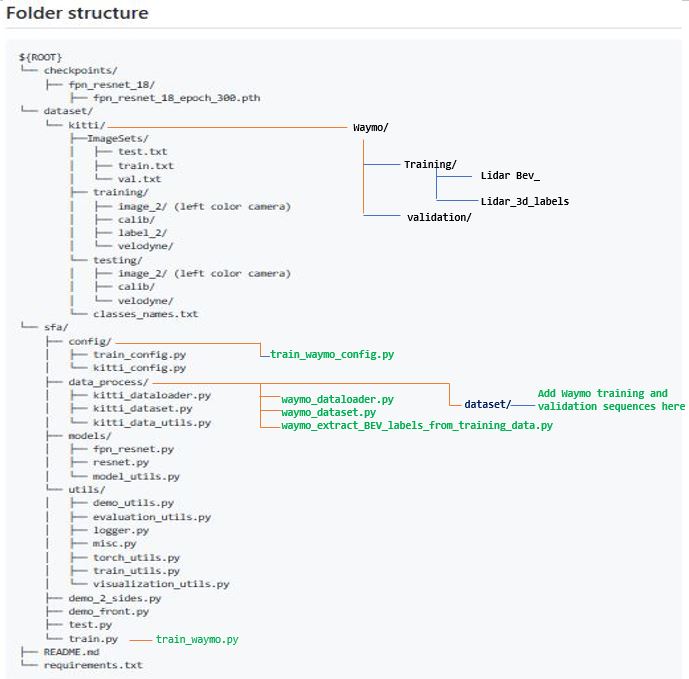 Folder structure
${ROOT}
└── checkpoints/
├── fpn_resnet_18/
├── fpn_resnet_18_epoch_300.pth
└── dataset/
└── kitti/ Waymo/
├──ImageSets/
│ ├── test.txt Training/
│ ├── train.txt Lidar Bev_
│ └── val.txt
├── training/ Lidar_3d_labels
│ ├── image_2/ (left color camera)
│ ├── calib/ validation/
│ ├── label_2/
│ └── velodyne/
└── testing/
│ ├── image_2/ (left color camera)
│ ├── calib/
│ └── velodyne/
└── classes_names.txt
└── sfa/
├── config/
│ ├── train_config.py train_waymo_config.py
│ └── kitti_config.py
├── data_process/
│ ├── kitti_dataloader.py waymo_dataloader.py dataset/ Add Waymo training and
│ ├── kitti_dataset.py waymo_dataset.py validation sequences here
│ └── kitti_data_utils.py waymo_extract_BEV_labels_from_training_data.py
├── models/
│ ├── fpn_resnet.py
│ ├── resnet.py
│ └── model_utils.py
└── utils/
│ ├── demo_utils.py
│ ├── evaluation_utils.py
│ ├── logger.py
│ ├── misc.py
│ ├── torch_utils.py
│ ├── train_utils.py
│ └── visualization_utils.py
├── demo_2_sides.py
├── demo_front.py
├── test.py
└── train.py train_waymo.py
├── README.md
└── requirements.txt